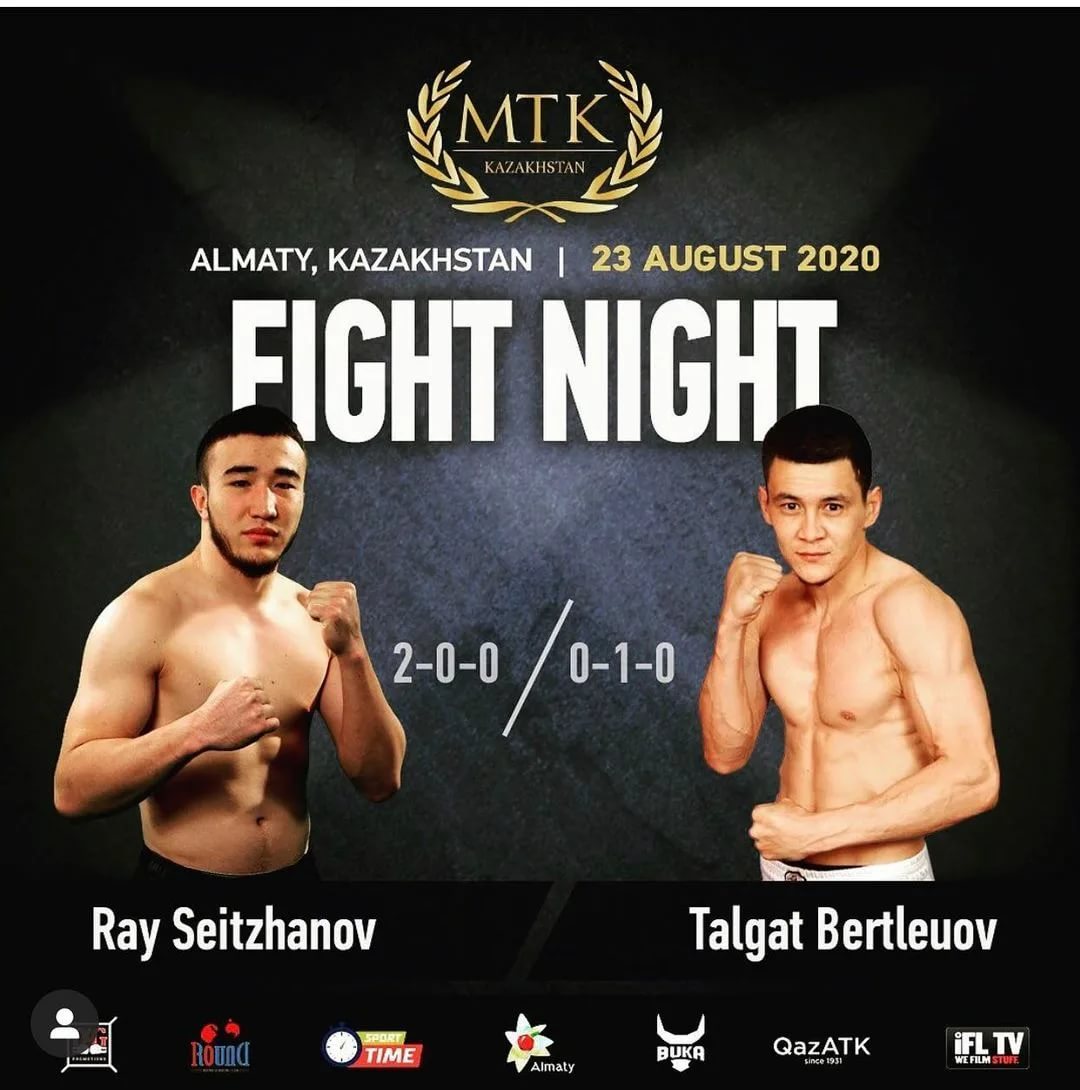 MTK
KAZAKHSTAN
ALMATY, KAZAKHSTAN | 23 AUGUST 2020
FIGHT NIGHT
2-0-0 / 0-1-0
Ray Seitzhanov
Talgat Bertleuov
ROUND
SPORT
TIME
Almaty
BUKA
QazATK
since 1931
iFL TV
WE FILM STUFF.